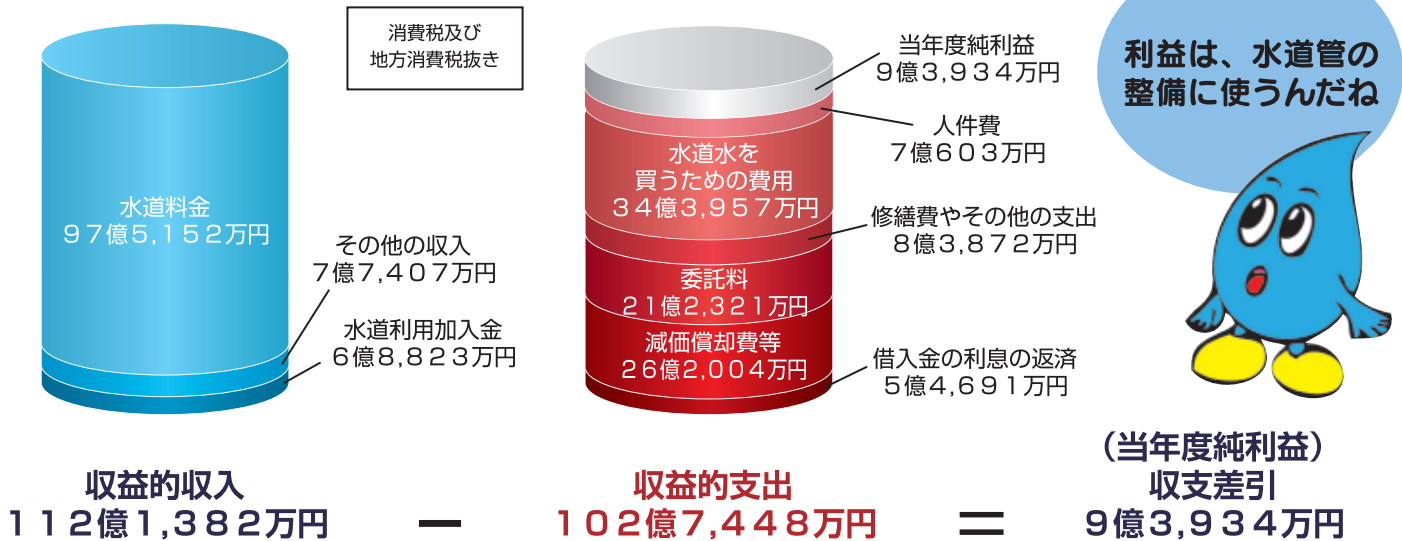 消費税及び
地方消費税抜き
水道料金
９７億５,１５２万円
その他の収入
７億７,４０７万円
水道利用加入金
６億８,８２３万円
当年度純利益
９億３,９３４万円
人件費
７億６０３万円
水道水を
買うための費用
３４億３,９５７万円
修繕費やその他の支出
８億３,８７２万円
委託料
２１億２,３２１万円
減価償却費等
２６億２,００４万円
借入金の利息の返済
５億４,６９１万円
利益は、水道管の
整備に使うんだね
収益的収入
１１２億１,３８２万円
－
収益的支出
１０２億７,４４８万円
＝
（当年度純利益）
収支差引
９億３,９３４万円